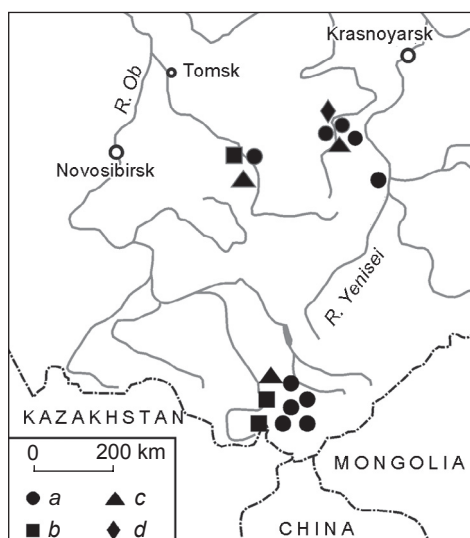 Krasnoyarsk
Tomsk
R. Ob
Novosibirsk
R. Yenisei
KAZAKHSTAN
0 200 km
MONGOLIA
a c
b d
CHINA